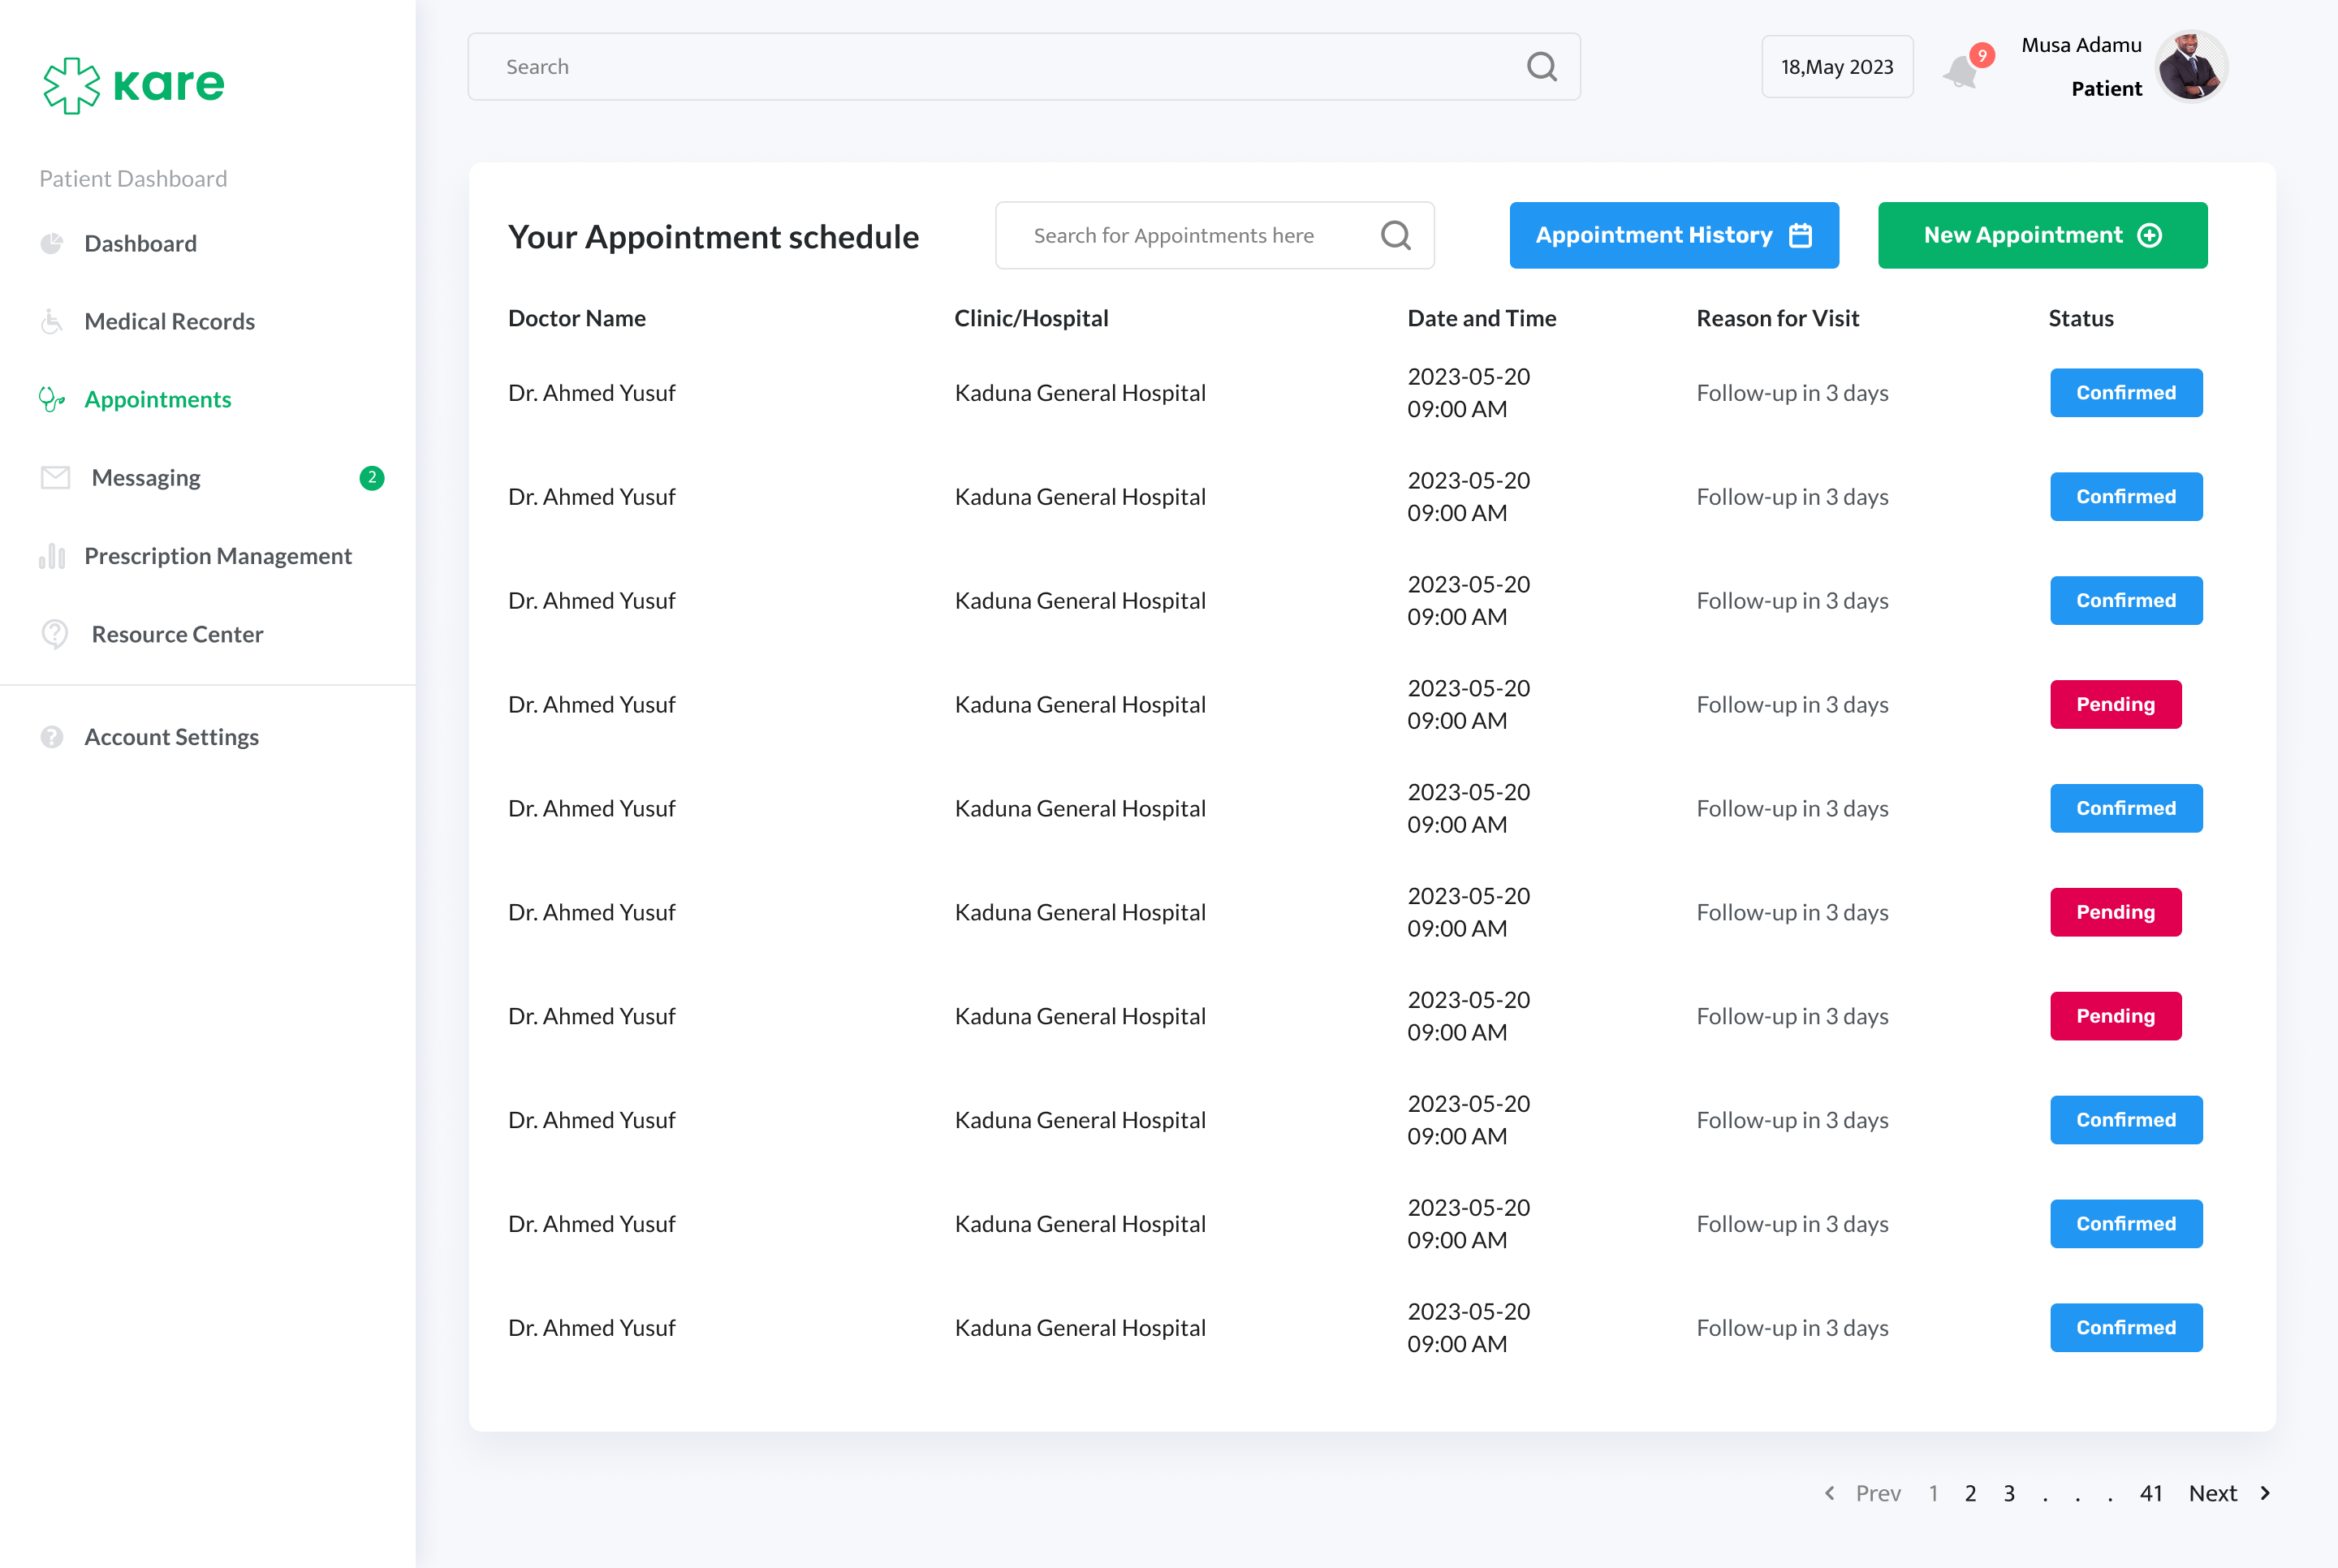 kare
Patient Dashboard
Dashboard
Medical Records
Appointments
Messaging 2
Prescription Management
Resource Center
Account Settings
Search
18,May 2023
9
Musa Adamu
Patient
Your Appointment schedule
Search for Appointments here
Appointment History
New Appointment
Doctor Name Clinic/Hospital Date and Time Reason for Visit Status
Dr. Ahmed Yusuf Kaduna General Hospital 2023-05-20 Follow-up in 3 days Confirmed
09:00 AM
Dr. Ahmed Yusuf Kaduna General Hospital 2023-05-20 Follow-up in 3 days Confirmed
09:00 AM
Dr. Ahmed Yusuf Kaduna General Hospital 2023-05-20 Follow-up in 3 days Confirmed
09:00 AM
Dr. Ahmed Yusuf Kaduna General Hospital 2023-05-20 Follow-up in 3 days Pending
09:00 AM
Dr. Ahmed Yusuf Kaduna General Hospital 2023-05-20 Follow-up in 3 days Confirmed
09:00 AM
Dr. Ahmed Yusuf Kaduna General Hospital 2023-05-20 Follow-up in 3 days Pending
09:00 AM
Dr. Ahmed Yusuf Kaduna General Hospital 2023-05-20 Follow-up in 3 days Pending
09:00 AM
Dr. Ahmed Yusuf Kaduna General Hospital 2023-05-20 Follow-up in 3 days Confirmed
09:00 AM
Dr. Ahmed Yusuf Kaduna General Hospital 2023-05-20 Follow-up in 3 days Confirmed
09:00 AM
Dr. Ahmed Yusuf Kaduna General Hospital 2023-05-20 Follow-up in 3 days Confirmed
09:00 AM
Prev 1 2 3 . . . 41 Next